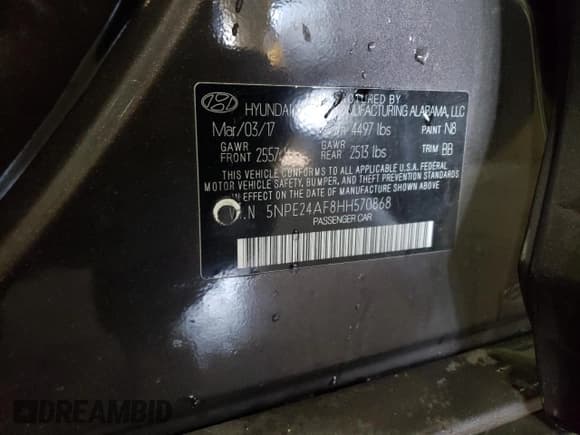 HYUNDAI MANUFACTURING ALABAMA, LLC
Mar/03/17 4497 lbs PAINT N8
GAWR FRONT 2557 GAWR REAR 2513 lbs TRIM BB
THIS VEHICLE CONFORMS TO ALL APPLICABLE U.S.A. FEDERAL
MOTOR VEHICLE SAFETY, BUMPER, AND THEFT PREVENTION STANDARDS
IN EFFECT ON THE DATE OF MANUFACTURE SHOWN ABOVE.
V.I.N 5NPE24AF8HH570868
PASSENGER CAR
DREAMBID